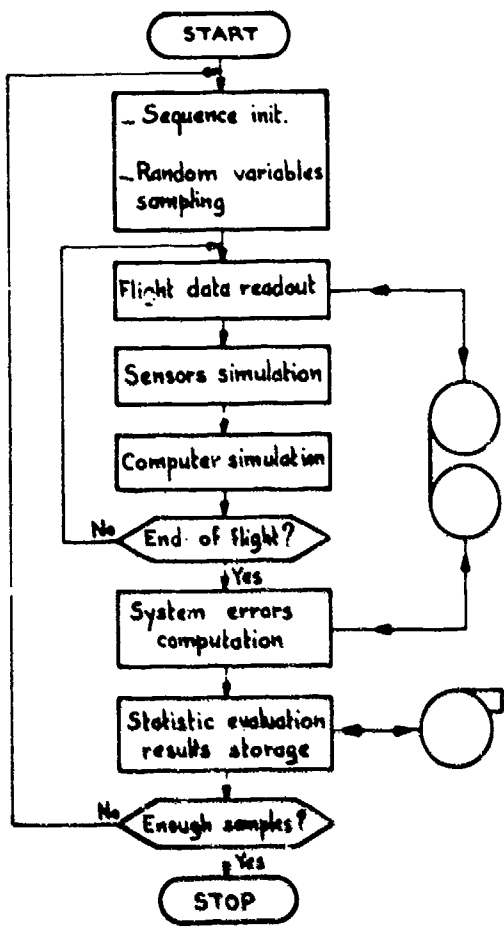 START
- Sequence init.
- Random variables
sampling
Flight data readout
Sensors simulation
Computer simulation
No
End of flight?
Yes
System errors
computation
Statistic evaluation
results storage
No
Enough samples?
Yes
STOP